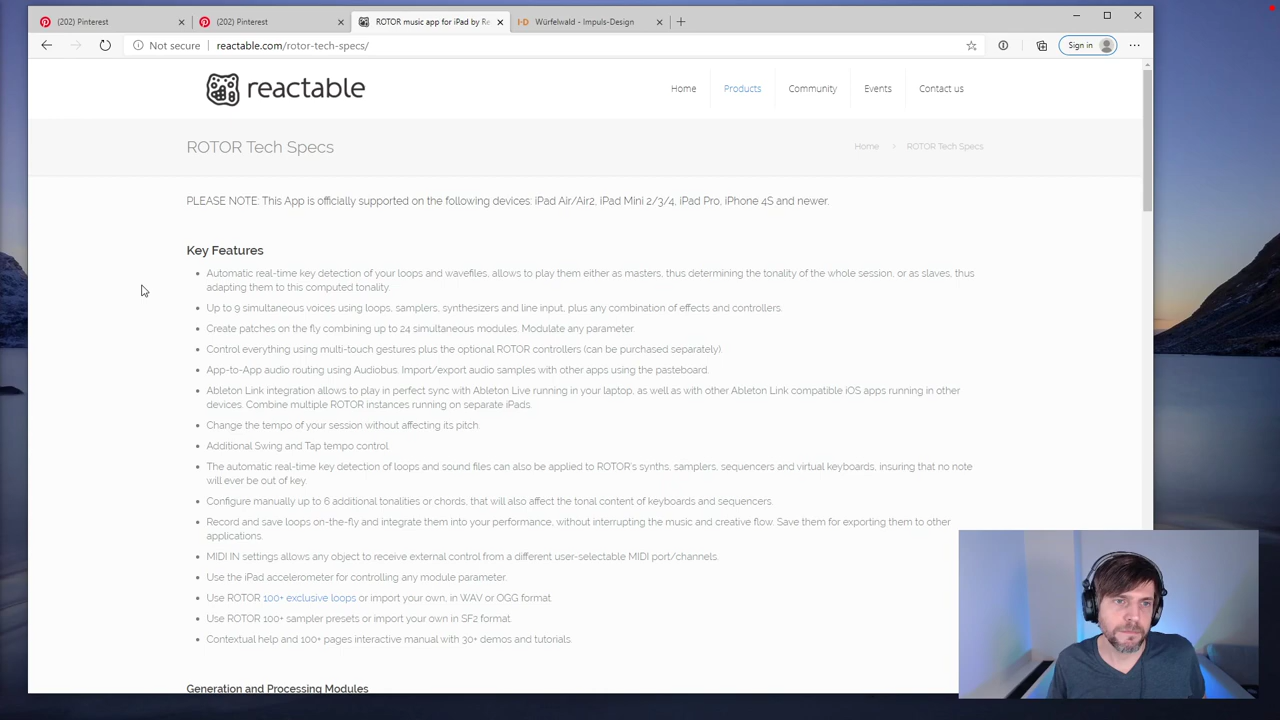 (202) Pinterest
(202) Pinterest
ROTOR music app for iPad by Re
I-D Würfelwald - Impuls-Design
Not secure reactable.com/rotor-tech-specs/
Sign in
reactable
Home Products Community Events Contact us
ROTOR Tech Specs
Home > ROTOR Tech Specs
PLEASE NOTE: This App is officially supported on the following devices: iPad Air/Air2, iPad Mini 2/3/4, iPad Pro, iPhone 4S and newer.
Key Features
Automatic real-time key detection of your loops and wavefiles, allows to play them either as masters, thus determining the tonality of the whole session, or as slaves, thus
adapting them to this computed tonality.
Up to 9 simultaneous voices using loops, samplers, synthesizers and line input, plus any combination of effects and controllers.
Create patches on the fly combining up to 24 simultaneous modules. Modulate any parameter.
Control everything using multi-touch gestures plus the optional ROTOR controllers (can be purchased separately).
App-to-App audio routing using Audiobus. Import/export audio samples with other apps using the pasteboard.
Ableton Link integration allows to play in perfect sync with Ableton Live running in your laptop, as well as with other Ableton Link compatible iOS apps running in other
devices. Combine multiple ROTOR instances running on separate iPads.
Change the tempo of your session without affecting its pitch.
Additional Swing and Tap tempo control.
The automatic real-time key detection of loops and sound files can also be applied to ROTOR's synths, samplers, sequencers and virtual keyboards, insuring that no note
will ever be out of key.
Configure manually up to 6 additional tonalities or chords, that will also affect the tonal content of keyboards and sequencers.
Record and save loops on-the-fly and integrate them into your performance, without interrupting the music and creative flow. Save them for exporting them to other
applications.
MIDI IN settings allows any object to receive external control from a different user-selectable MIDI port/channels.
Use the iPad accelerometer for controlling any module parameter.
Use ROTOR 100+ exclusive loops or import your own, in WAV or OGG format.
Use ROTOR 100+ sampler presets or import your own in SF2 format.
Contextual help and 100+ pages interactive manual with 30+ demos and tutorials.
Generation and Processing Modules